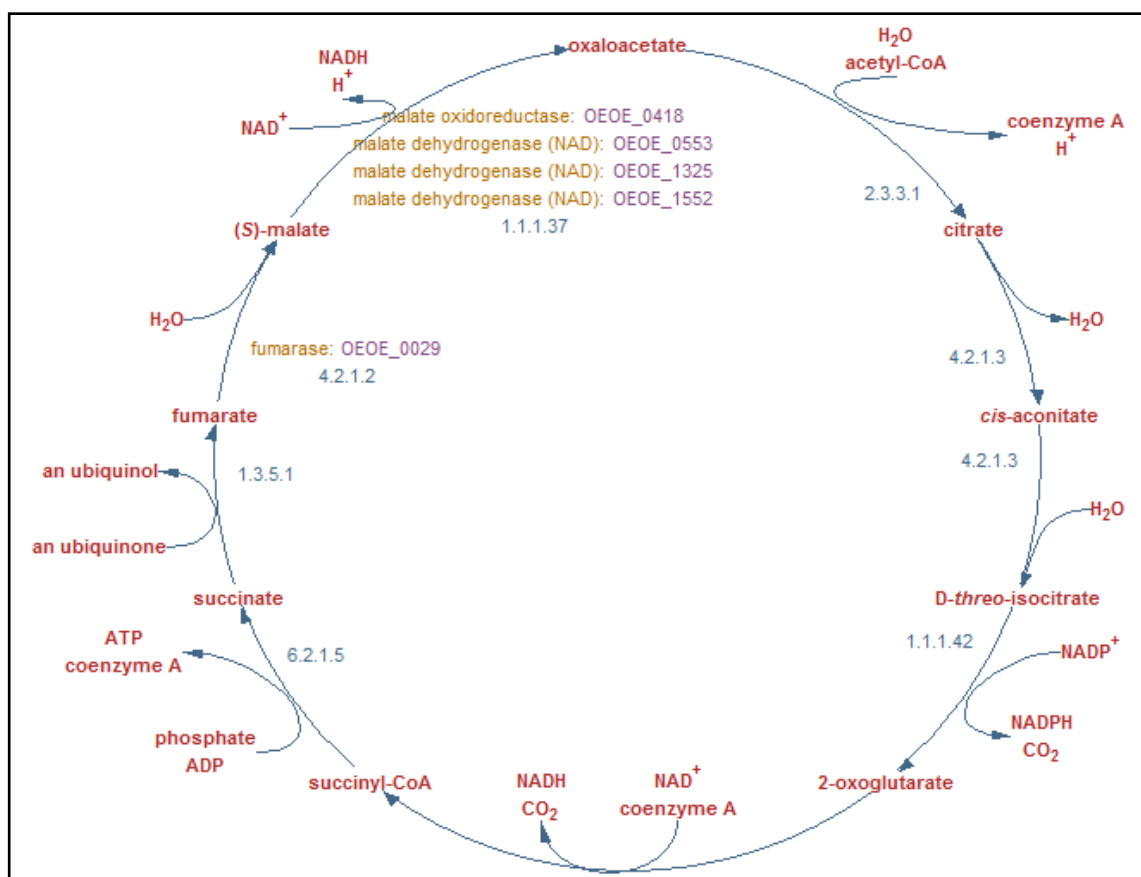 oxaloacetate
H2O
acetyl-CoA
coenzyme A
H+
2.3.3.1
citrate
H2O
4.2.1.3
cis-aconitate
4.2.1.3
H2O
D-threo-isocitrate
1.1.1.42
NADP+
NADPH
CO2
2-oxoglutarate
NAD+
coenzyme A
NADH
CO2
succinyl-CoA
phosphate
ADP
6.2.1.5
ATP
coenzyme A
succinate
an ubiquinone
1.3.5.1
an ubiquinol
fumarate
fumarase: OEOE_0029
4.2.1.2
H2O
(S)-malate
NAD+
NADH
H+
malate oxidoreductase: OEOE_0418
malate dehydrogenase (NAD): OEOE_0553
malate dehydrogenase (NAD): OEOE_1325
malate dehydrogenase (NAD): OEOE_1552
1.1.1.37